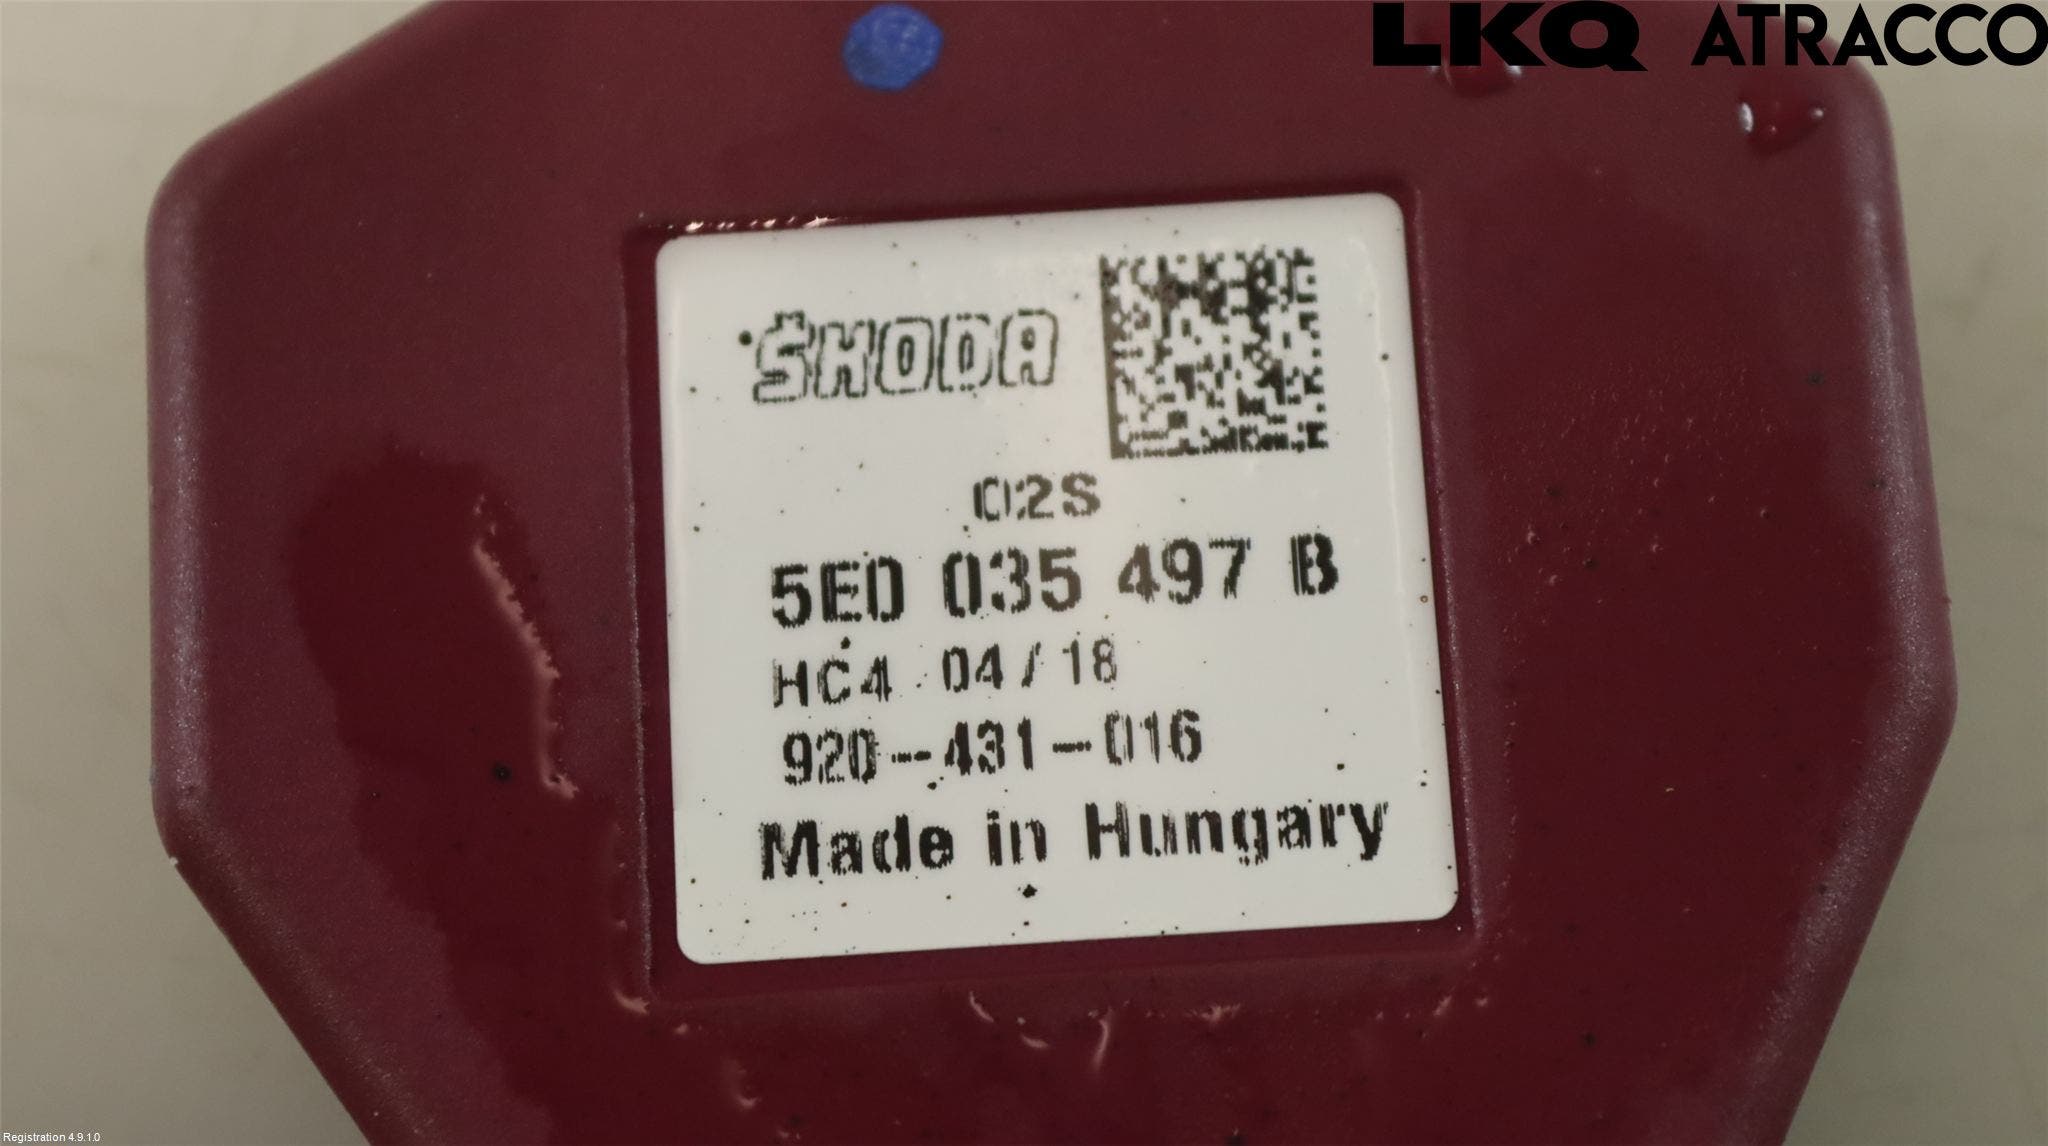 LKQ ATRACCO
ŠKODA
02S
5E0 035 497 B
HC4 04/18
920-431-016
Made in Hungary
Registration 4.9.1.0